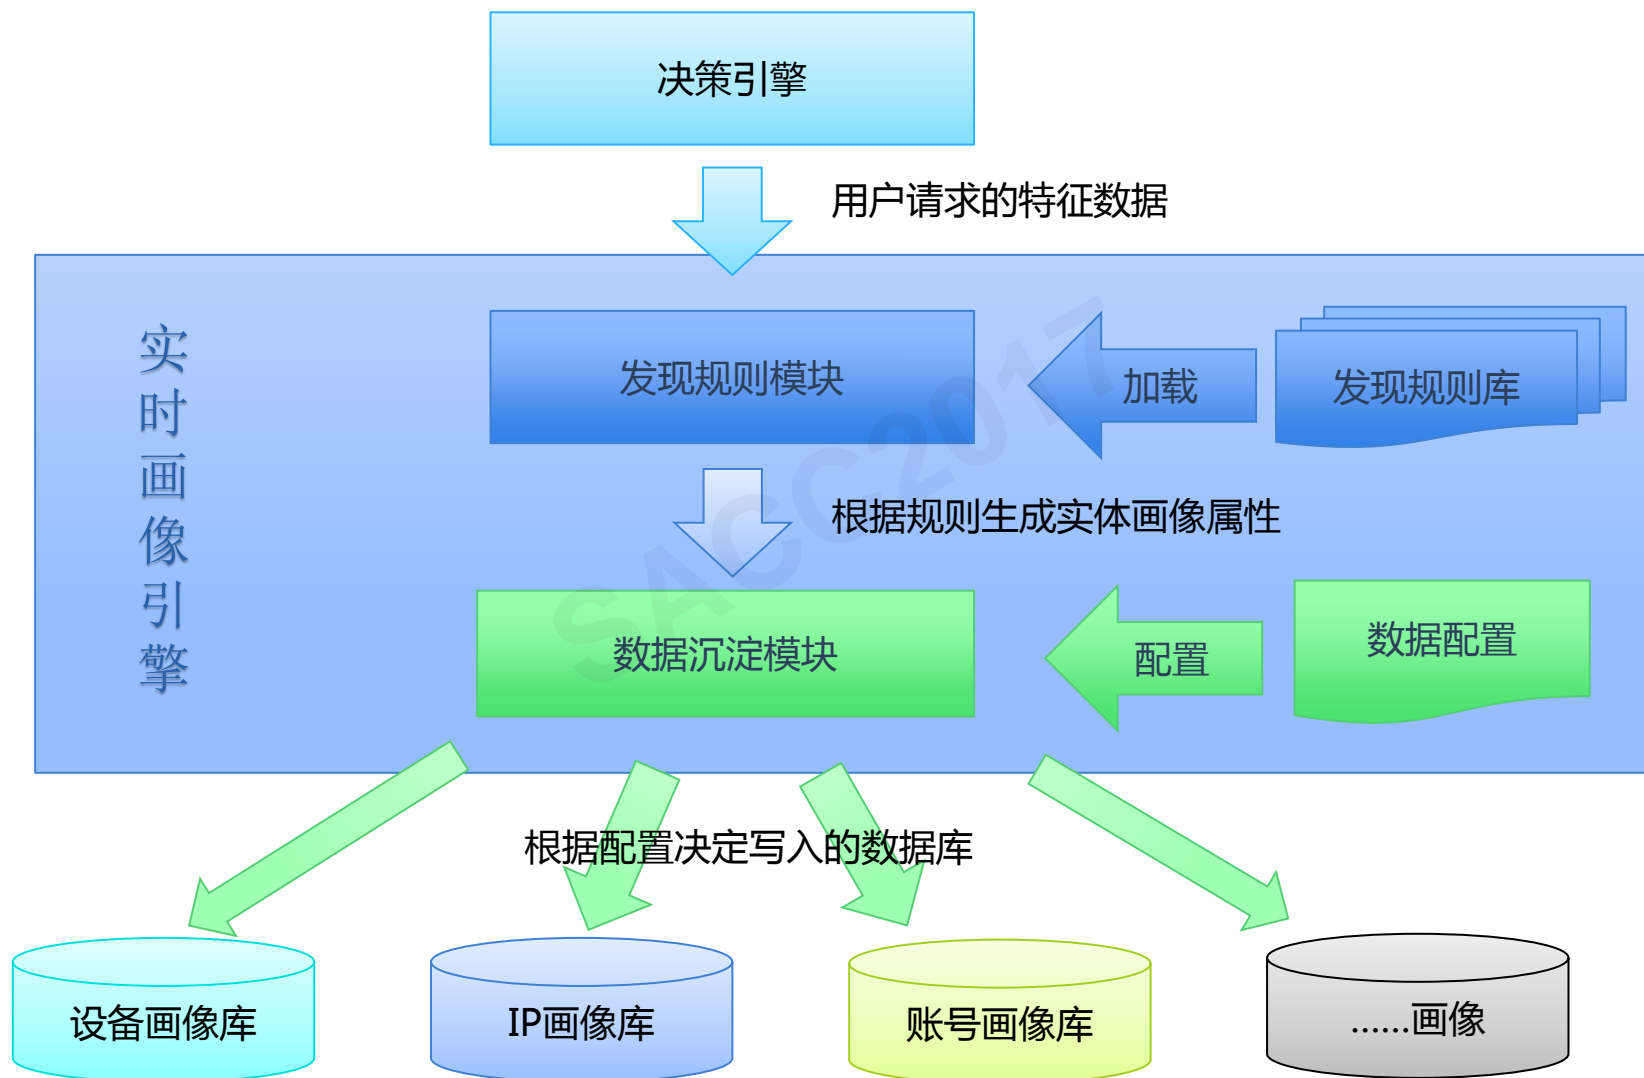 决策引擎
用户请求的特征数据
实时画像引擎
发现规则模块
加载
发现规则库
根据规则生成实体画像属性
数据沉淀模块
配置
数据配置
根据配置决定写入的数据库
设备画像库
IP画像库
账号画像库
……画像
SACC2017